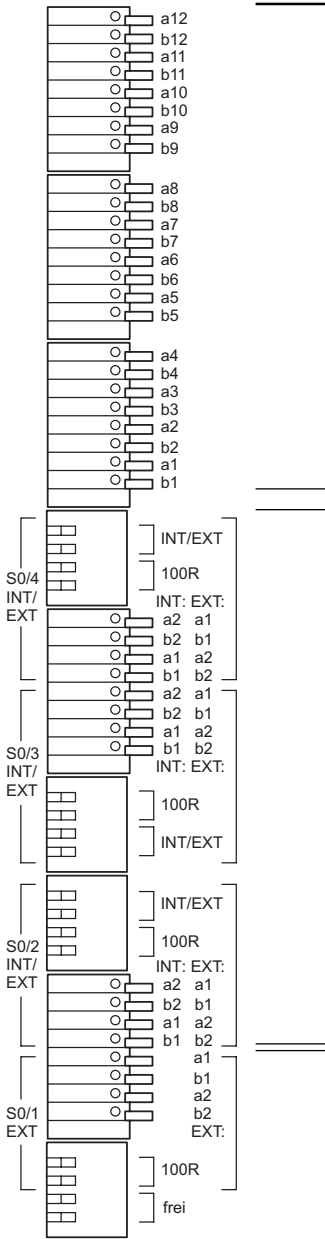 a12
b12
a11
b11
a10
b10
a9
b9
a8
b8
a7
b7
a6
b6
a5
b5
a4
b4
a3
b3
a2
b2
a1
b1
INT/EXT
S0/4
INT/
EXT
100R
INT: EXT:
a2 a1
b2 b1
a1 a2
b1 b2
a2 a1
b2 b1
a1 a2
b1 b2
INT: EXT:
S0/3
INT/
EXT
100R
INT/EXT
INT/EXT
S0/2
INT/
EXT
100R
INT: EXT:
a2 a1
b2 b1
a1 a2
b1 b2
a1
b1
a2
b2
EXT:
S0/1
EXT
100R
frei